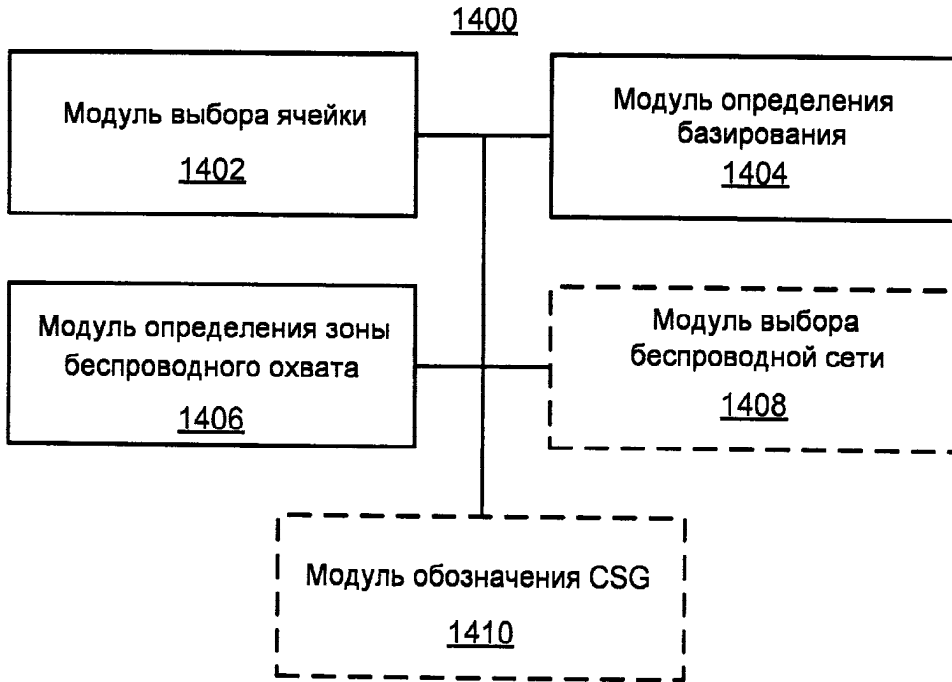 1400
Модуль выбора ячейки
1402
Модуль определения
базирования
1404
Модуль определения зоны
беспроводного охвата
1406
Модуль выбора
беспроводной сети
1408
Модуль обозначения CSG
1410